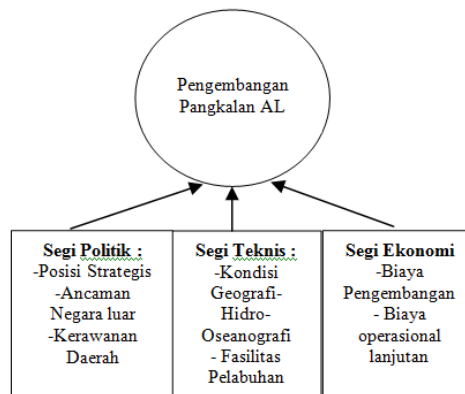 Pengembangan
Pangkalan AL
Segi Politik :
-Posisi Strategis
-Ancaman
Negara luar
-Kerawanan
Daerah
Segi Teknis :
-Kondisi
Geografi-
Hidro-
Oseanografi
- Fasilitas
Pelabuhan
Segi Ekonomi
-Biaya
Pengembangan
- Biaya
operasional
lanjutan